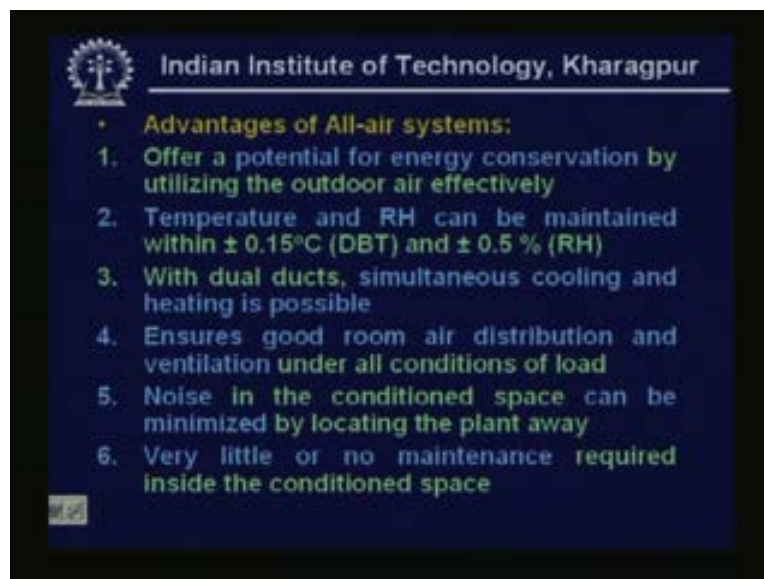 Indian Institute of Technology, Kharagpur
• Advantages of All-air systems:
1. Offer a potential for energy conservation by
utilizing the outdoor air effectively
2. Temperature and RH can be maintained
within ± 0.15°C (DBT) and ± 0.5 % (RH)
3. With dual ducts, simultaneous cooling and
heating is possible
4. Ensures good room air distribution and
ventilation under all conditions of load
5. Noise in the conditioned space can be
minimized by locating the plant away
6. Very little or no maintenance required
inside the conditioned space